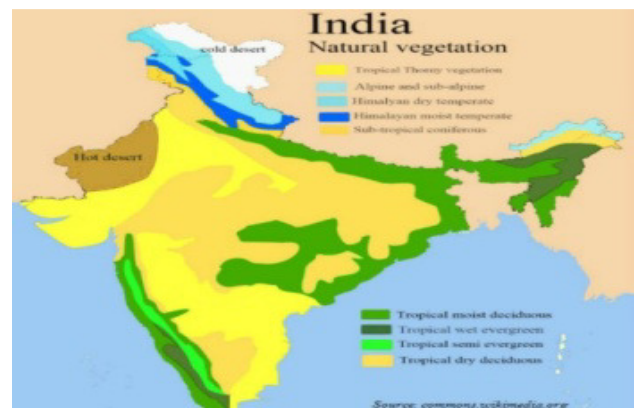 India
Natural vegetation
cold desert
Tropical Thorny vegetation
Alpine and sub-alpine
Himalyan dry temperate
Himalayan moist temperate
Sub-tropical coniferous
Hot desert
Tropical moist deciduous
Tropical wet evergreen
Tropical semi evergreen
Tropical dry deciduous
Source: commons.wikimedia.org